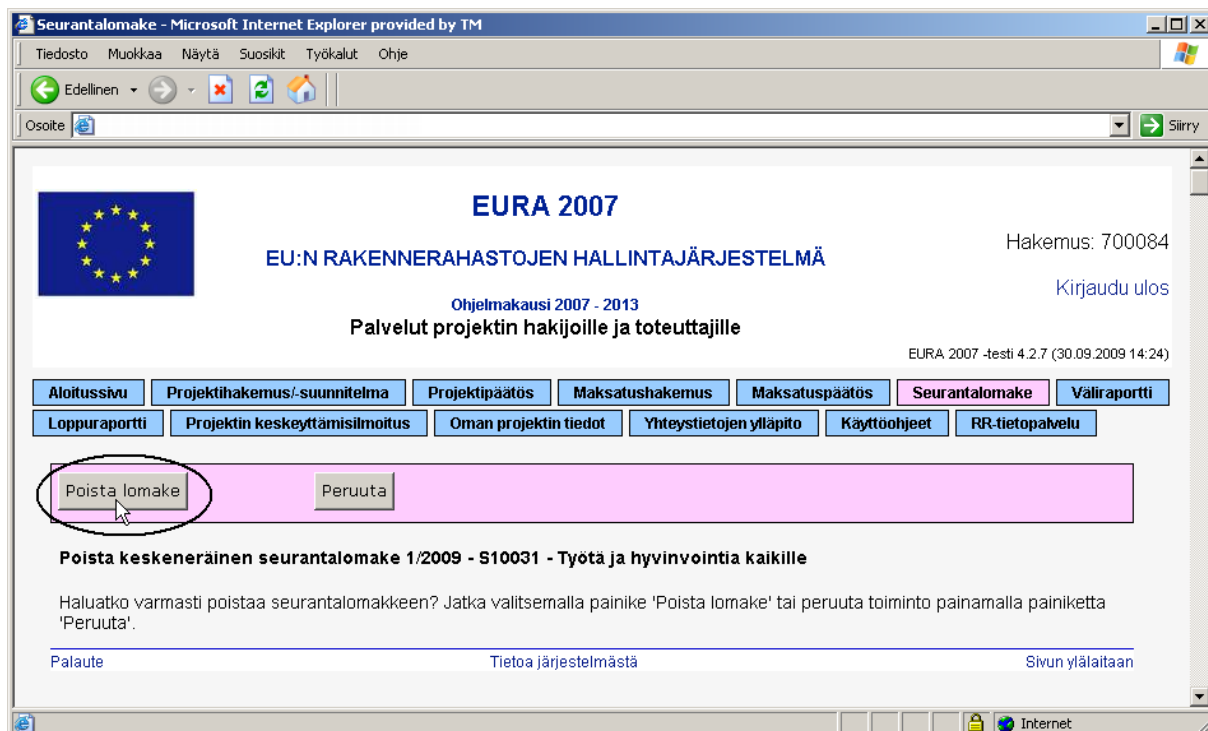 Seurantalomake - Microsoft Internet Explorer provided by TM
Tiedosto Muokkaa Näytä Suosikit Työkalut Ohje
Edellinen
Osoite Siirry
EURA 2007
EU:N RAKENNERAHASTOJEN HALLINTAJÄRJESTELMÄ
Hakemus: 700084
Kirjaudu ulos
Ohjelmakausi 2007 - 2013
Palvelut projektin hakijoille ja toteuttajille
EURA 2007 -testi 4.2.7 (30.09.2009 14:24)
Aloitussivu Projektihakemus/-suunnitelma Projektipäätös Maksatushakemus Maksatuspäätös Seurantalomake Väliraportti
Loppuraportti Projektin keskeyttämisilmoitus Oman projektin tiedot Yhteystietojen ylläpito Käyttöohjeet RR-tietopalvelu
Poista lomake Peruuta
Poista keskeneräinen seurantalomake 1/2009 - S10031 - Työtä ja hyvinvointia kaikille
Haluatko varmasti poistaa seurantalomakkeen? Jatka valitsemalla painike 'Poista lomake' tai peruuta toiminto painamalla painiketta
'Peruuta'.
Palaute Tietoa järjestelmästä Sivun ylälaitaan
Internet